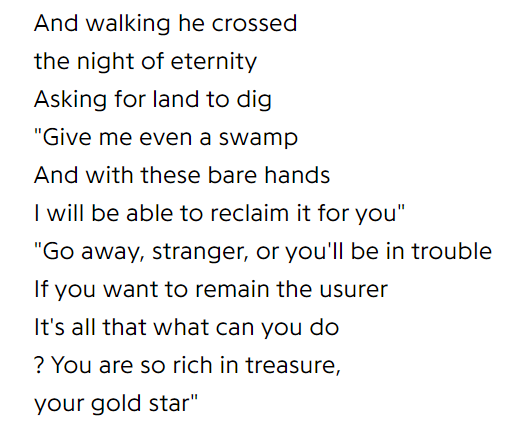 And walking he crossed
the night of eternity
Asking for land to dig
"Give me even a swamp
And with these bare hands
I will be able to reclaim it for you"
"Go away, stranger, or you'll be in trouble
If you want to remain the usurer
It's all that what can you do
? You are so rich in treasure,
your gold star"